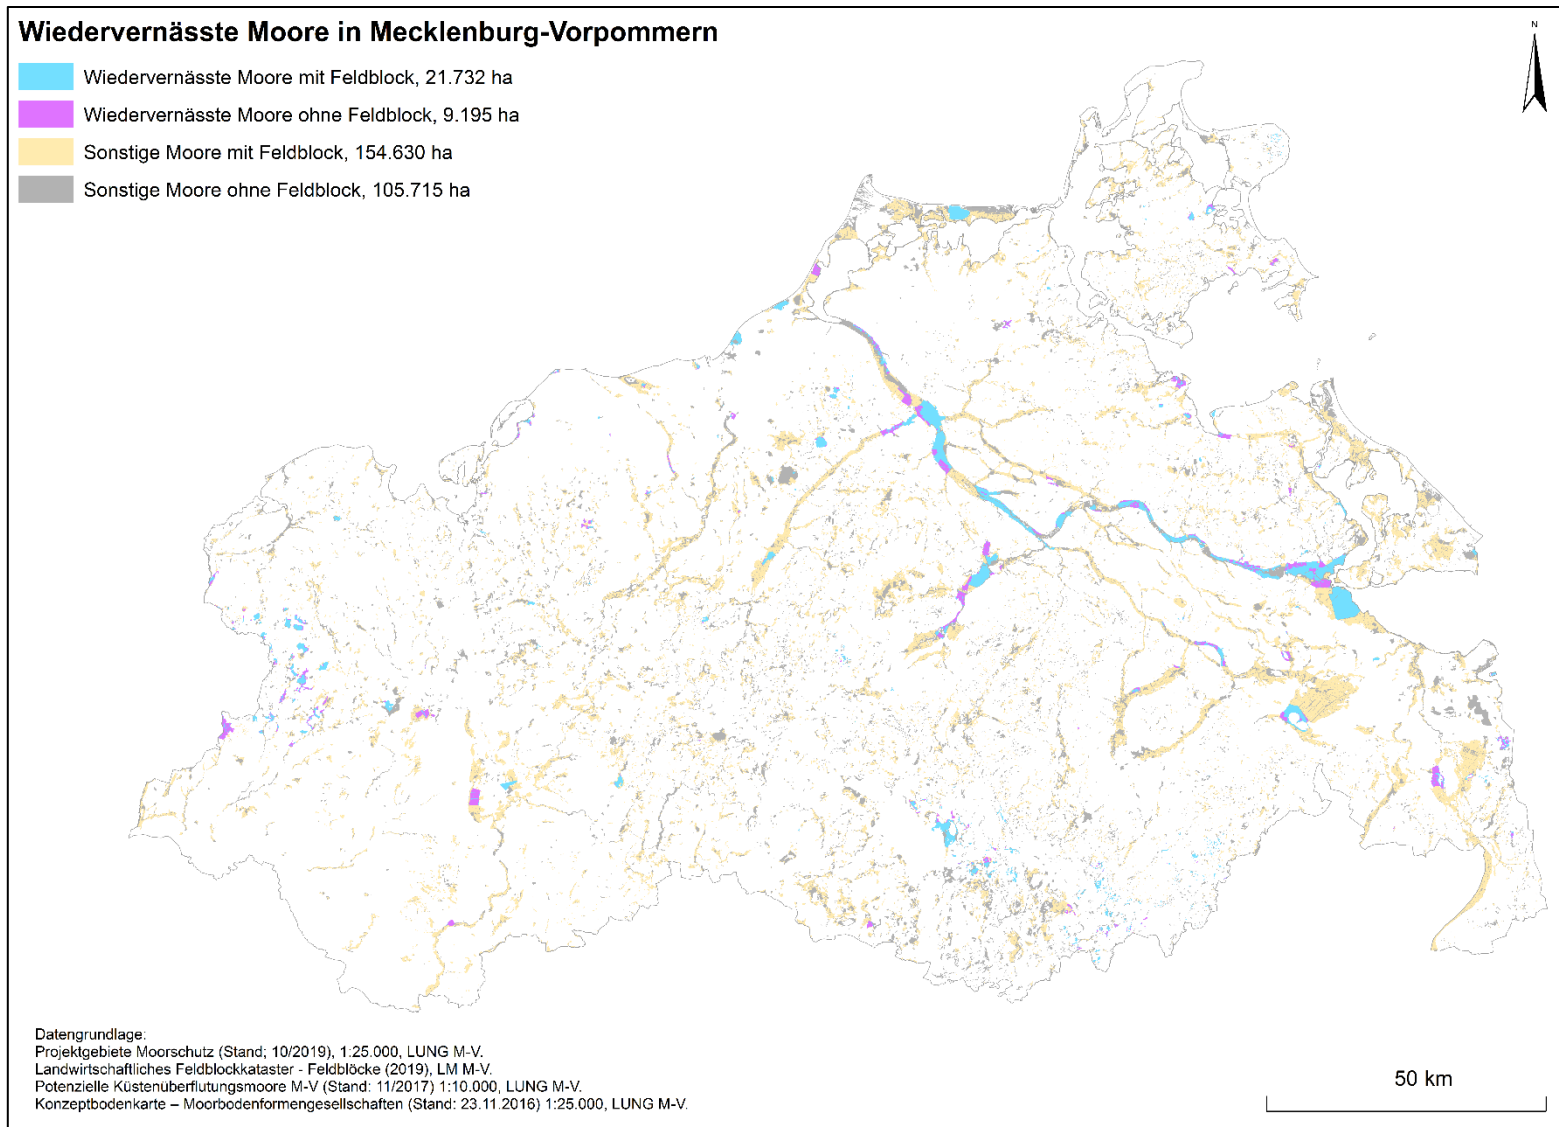 Wiedervernässte Moore in Mecklenburg-Vorpommern
N
Wiedervernässte Moore mit Feldblock, 21.732 ha
Wiedervernässte Moore ohne Feldblock, 9.195 ha
Sonstige Moore mit Feldblock, 154.630 ha
Sonstige Moore ohne Feldblock, 105.715 ha
Datengrundlage:
Projektgebiete Moorschutz (Stand; 10/2019), 1:25.000, LUNG M-V.
Landwirtschaftliches Feldblockkataster - Feldblöcke (2019), LM M-V.
Potenzielle Küstenüberflutungsmoore M-V (Stand: 11/2017) 1:10.000, LUNG M-V.
Konzeptbodenkarte – Moorbodenformengesellschaften (Stand: 23.11.2016) 1:25.000, LUNG M-V.
50 km